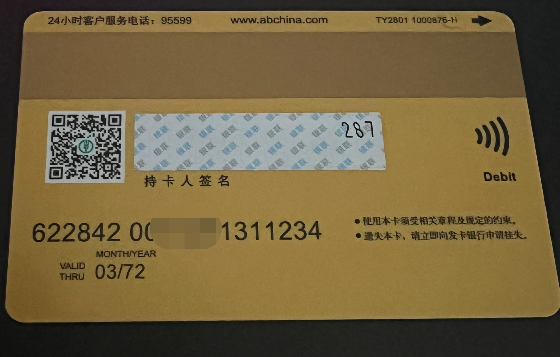 24小时客户服务电话：95599 www.abchina.com TY2801 1000876-H
287
持卡人签名
Debit
622842 00 1311234
MONTH/YEAR
VALID THRU 03/72
●使用本卡须受相关章程及规定的约束。
●遗失本卡、请立即向发卡银行申请挂失。